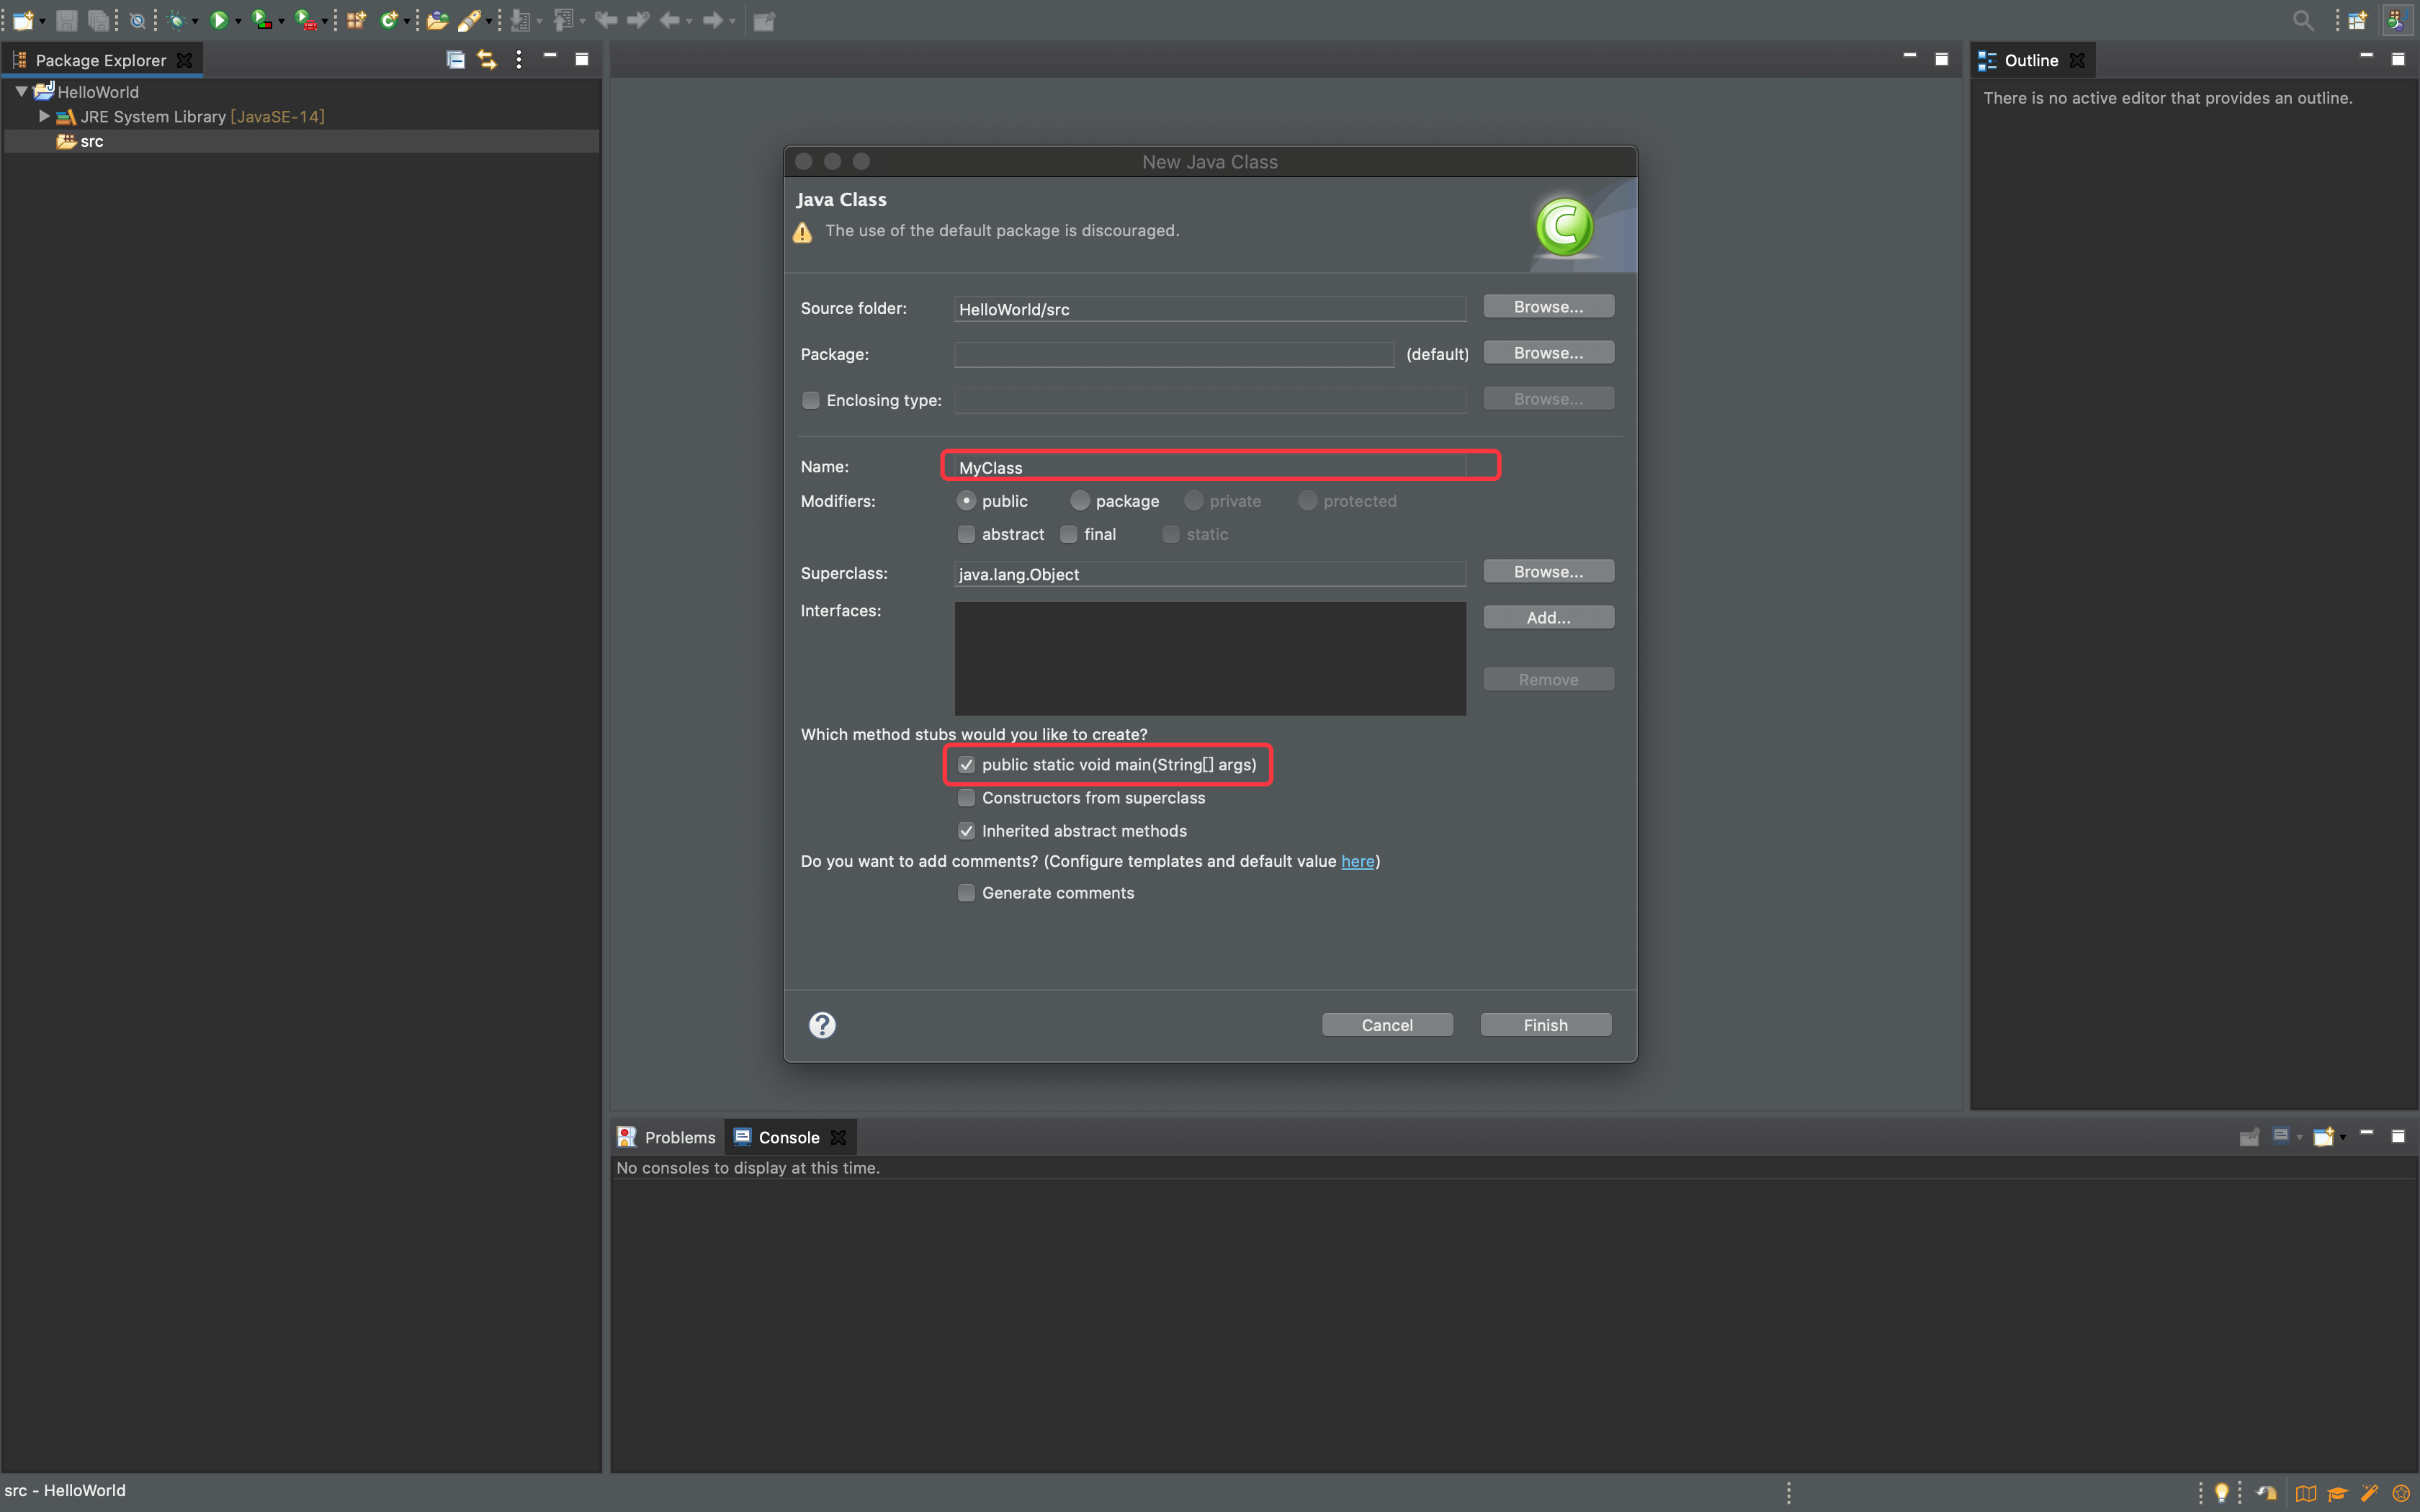 Package Explorer
HelloWorld
JRE System Library [JavaSE-14]
src
Outline
There is no active editor that provides an outline.
New Java Class
Java Class
The use of the default package is discouraged.
Source folder: HelloWorld/src Browse...
Package: (default) Browse...
Enclosing type: Browse...
Name: MyClass
Modifiers: public package private protected
abstract final static
Superclass: java.lang.Object Browse...
Interfaces: Add...
Remove
Which method stubs would you like to create?
public static void main(String[] args)
Constructors from superclass
Inherited abstract methods
Do you want to add comments? (Configure templates and default value here)
Generate comments
Cancel Finish
Problems Console
No consoles to display at this time.
src - HelloWorld